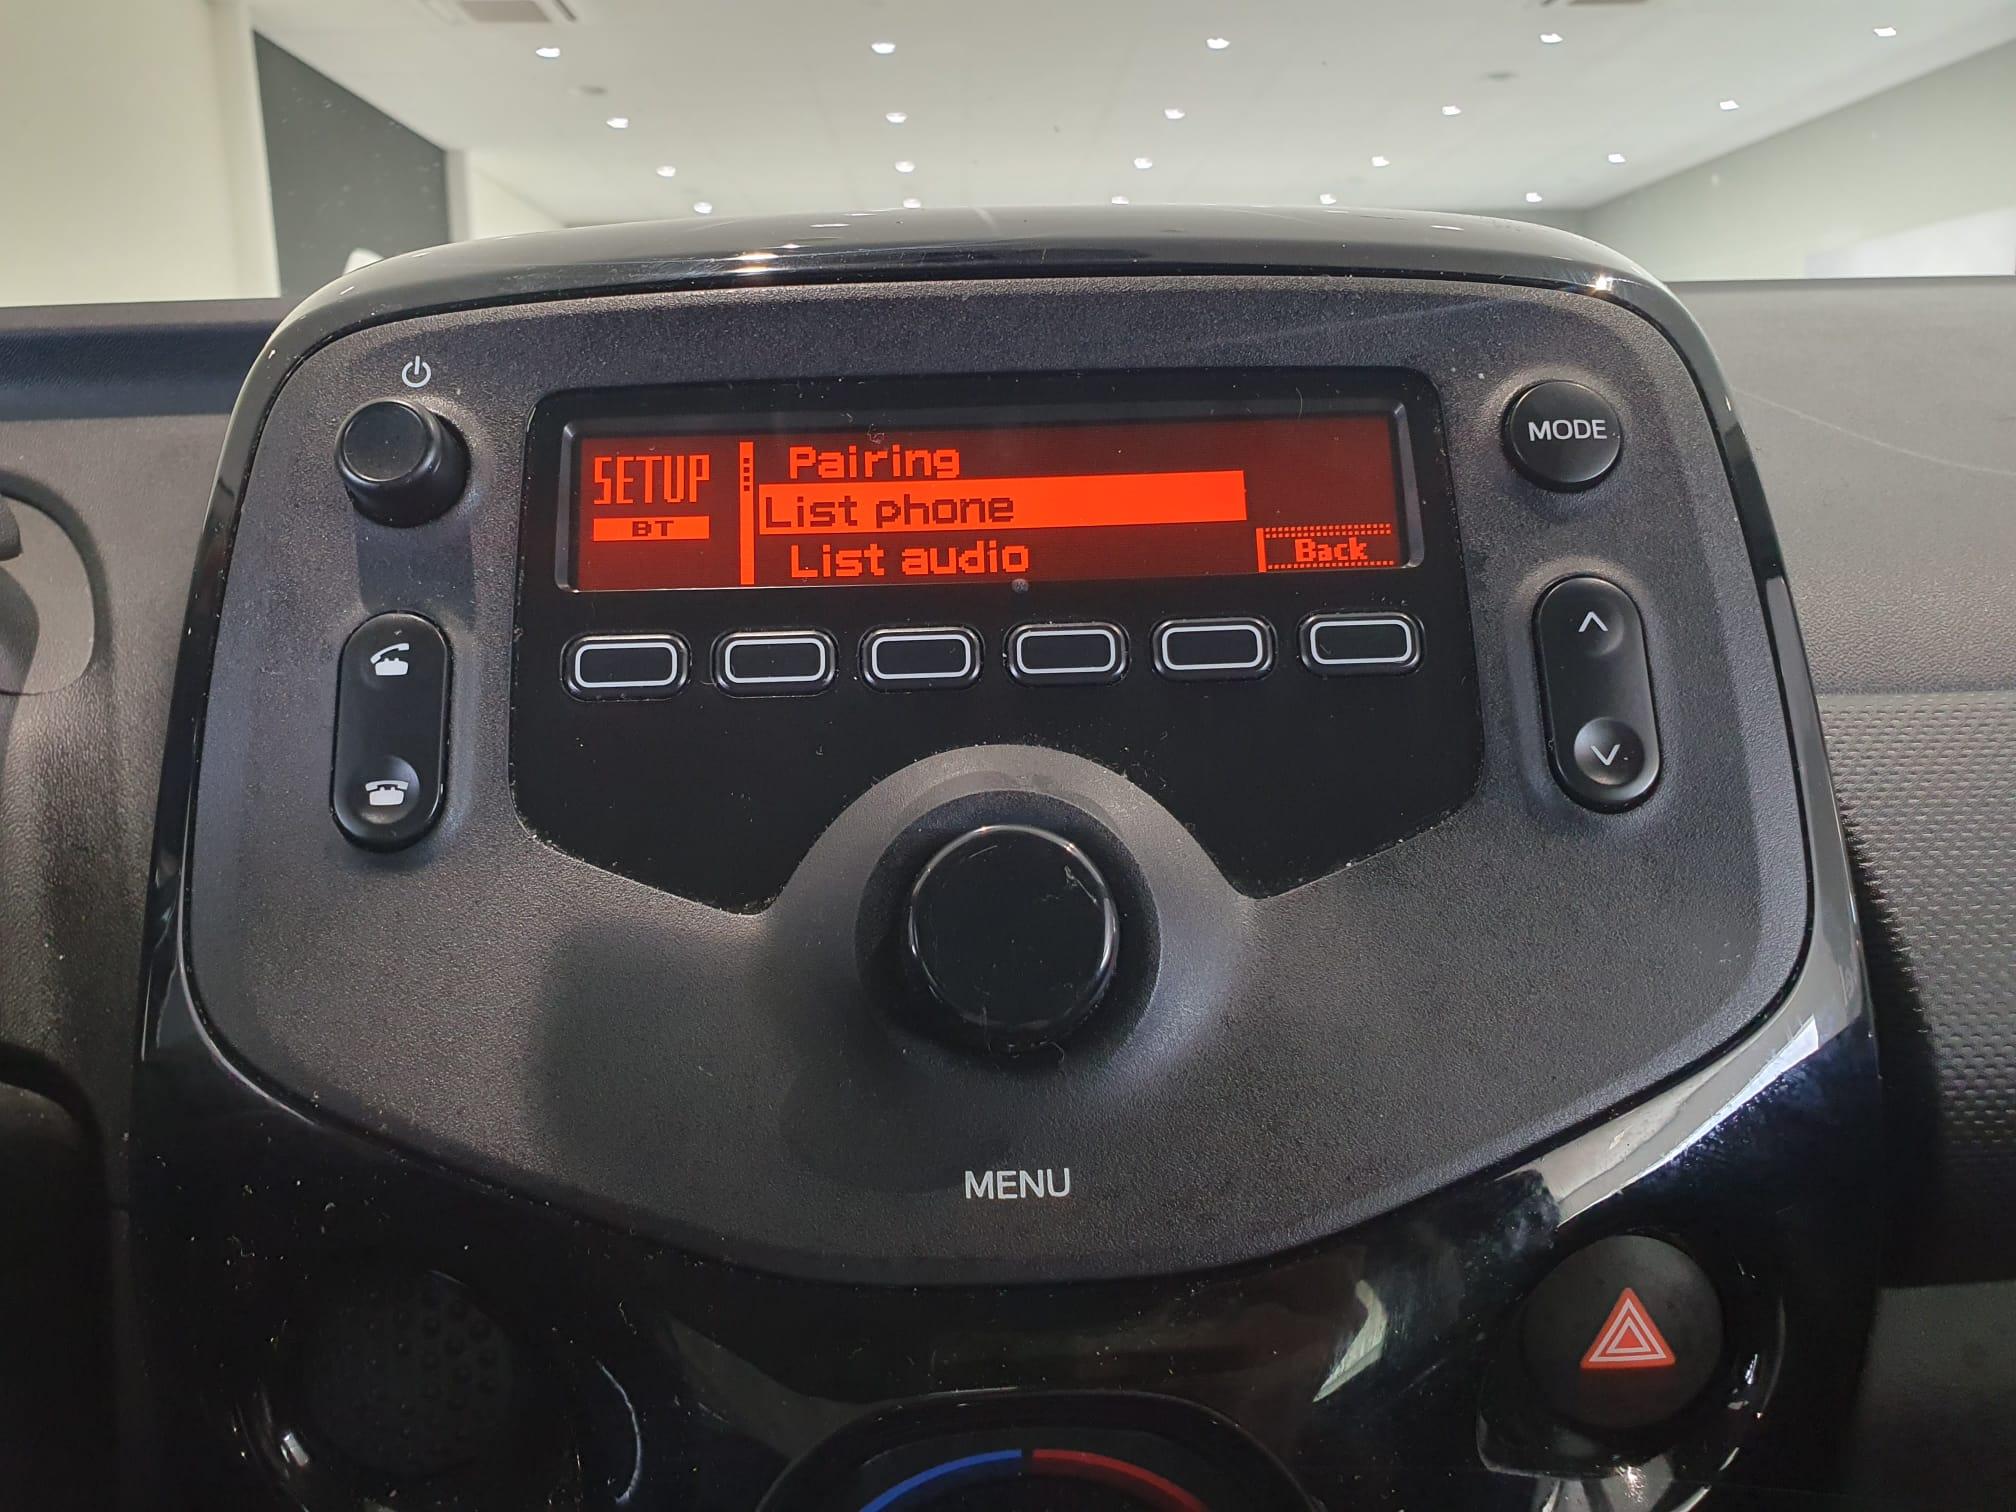 SETUP
BT
Pairing
List phone
List audio
Back
MODE
MENU